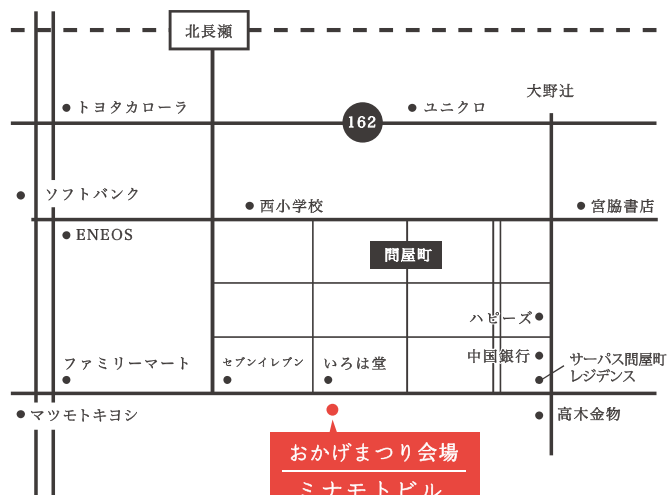 北長瀬
大野辻
トヨタカローラ
ユニクロ
162
ソフトバンク
西小学校
宮脇書店
ENEOS
問屋町
ハピーズ
中国銀行
サーパス問屋町
レジデンス
ファミリーマート
セブンイレブン
いろは堂
マツモトキヨシ
高木金物
おかげまつり会場
ミナモトビル